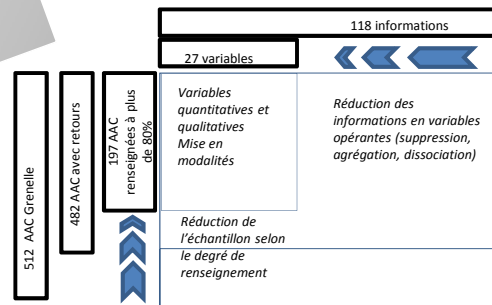 118 informations
27 variables
512 AAC Grenelle
482 AAC avec retours
197 AAC
renseignées à plus
de 80%
Variables
quantitatives et
qualitatives
Mise en
modalités
Réduction des
informations en variables
opérantes (suppression,
agrégation, dissociation)
Réduction de
l'échantillon selon
le degré de
renseignement